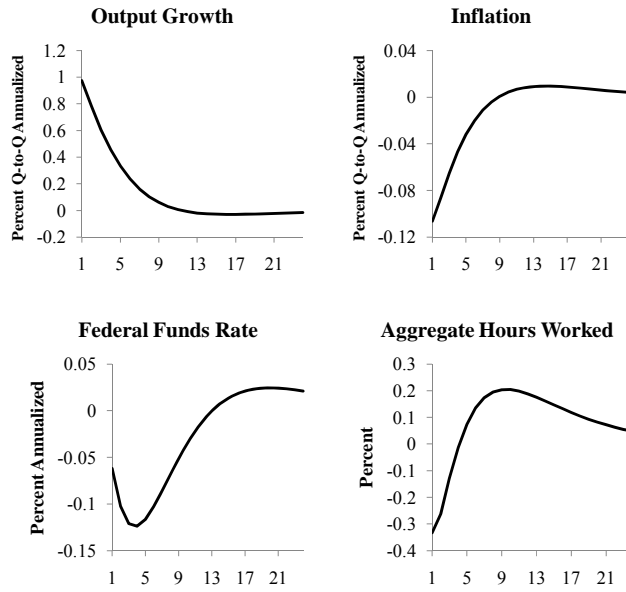 Output Growth
Percent Q-to-Q Annualized
1.2
1
0.8
0.6
0.4
0.2
0
-0.2
1 5 9 13 17 21
Inflation
Percent Q-to-Q Annualized
0.04
0
-0.04
-0.08
-0.12
1 5 9 13 17 21
Federal Funds Rate
Percent Annualized
0.05
0
-0.05
-0.1
-0.15
1 5 9 13 17 21
Aggregate Hours Worked
Percent
0.3
0.2
0.1
0
-0.1
-0.2
-0.3
-0.4
1 5 9 13 17 21